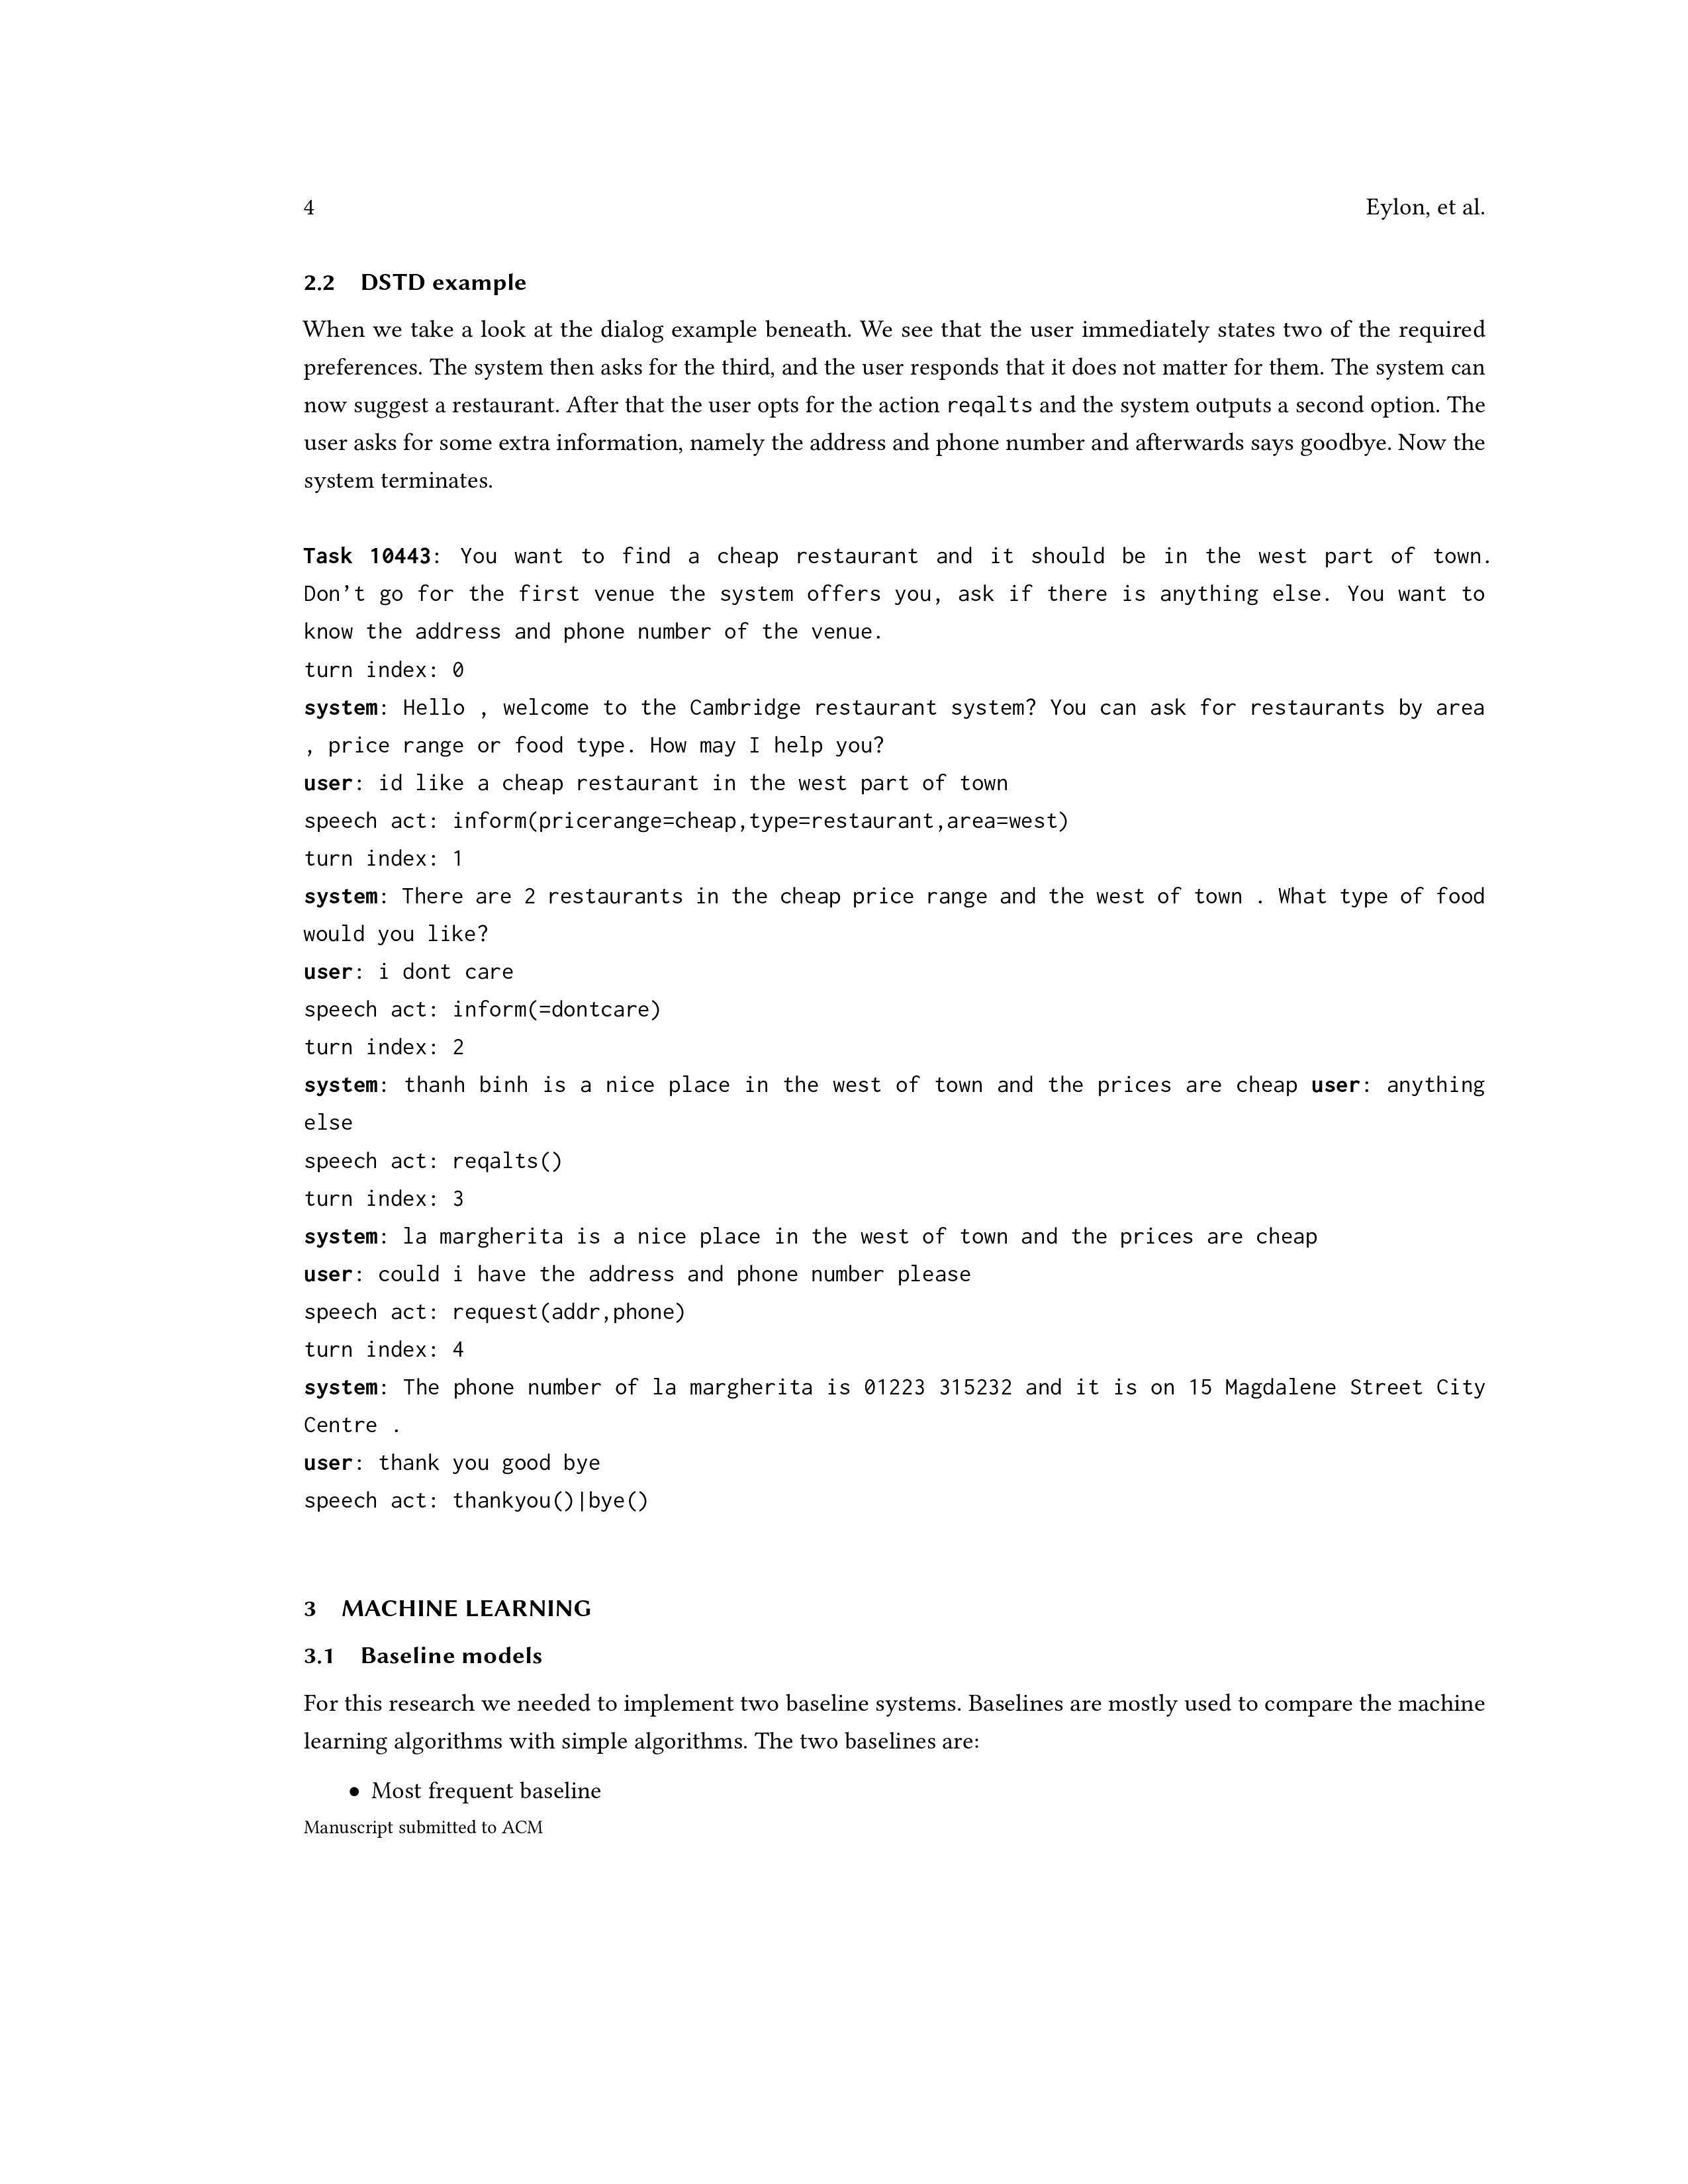 4 Eylon, et al.
2.2 DSTD example
When we take a look at the dialog example beneath. We see that the user immediately states two of the required
preferences. The system then asks for the third, and the user responds that it does not matter for them. The system can
now suggest a restaurant. After that the user opts for the action reqalts and the system outputs a second option. The
user asks for some extra information, namely the address and phone number and afterwards says goodbye. Now the
system terminates.
Task 10443: You want to find a cheap restaurant and it should be in the west part of town.
Don't go for the first venue the system offers you, ask if there is anything else. You want to
know the address and phone number of the venue.
turn index: 0
system: Hello , welcome to the Cambridge restaurant system? You can ask for restaurants by area
, price range or food type. How may I help you?
user: id like a cheap restaurant in the west part of town
speech act: inform(pricerange=cheap,type=restaurant,area=west)
turn index: 1
system: There are 2 restaurants in the cheap price range and the west of town . What type of food
would you like?
user: i dont care
speech act: inform(=dontcare)
turn index: 2
system: thanh binh is a nice place in the west of town and the prices are cheap user: anything
else
speech act: reqalts()
turn index: 3
system: la margherita is a nice place in the west of town and the prices are cheap
user: could i have the address and phone number please
speech act: request(addr,phone)
turn index: 4
system: The phone number of la margherita is 01223 315232 and it is on 15 Magdalene Street City
Centre .
user: thank you good bye
speech act: thankyou()|bye()
3 MACHINE LEARNING
3.1 Baseline models
For this research we needed to implement two baseline systems. Baselines are mostly used to compare the machine
learning algorithms with simple algorithms. The two baselines are:
• Most frequent baseline
Manuscript submitted to ACM